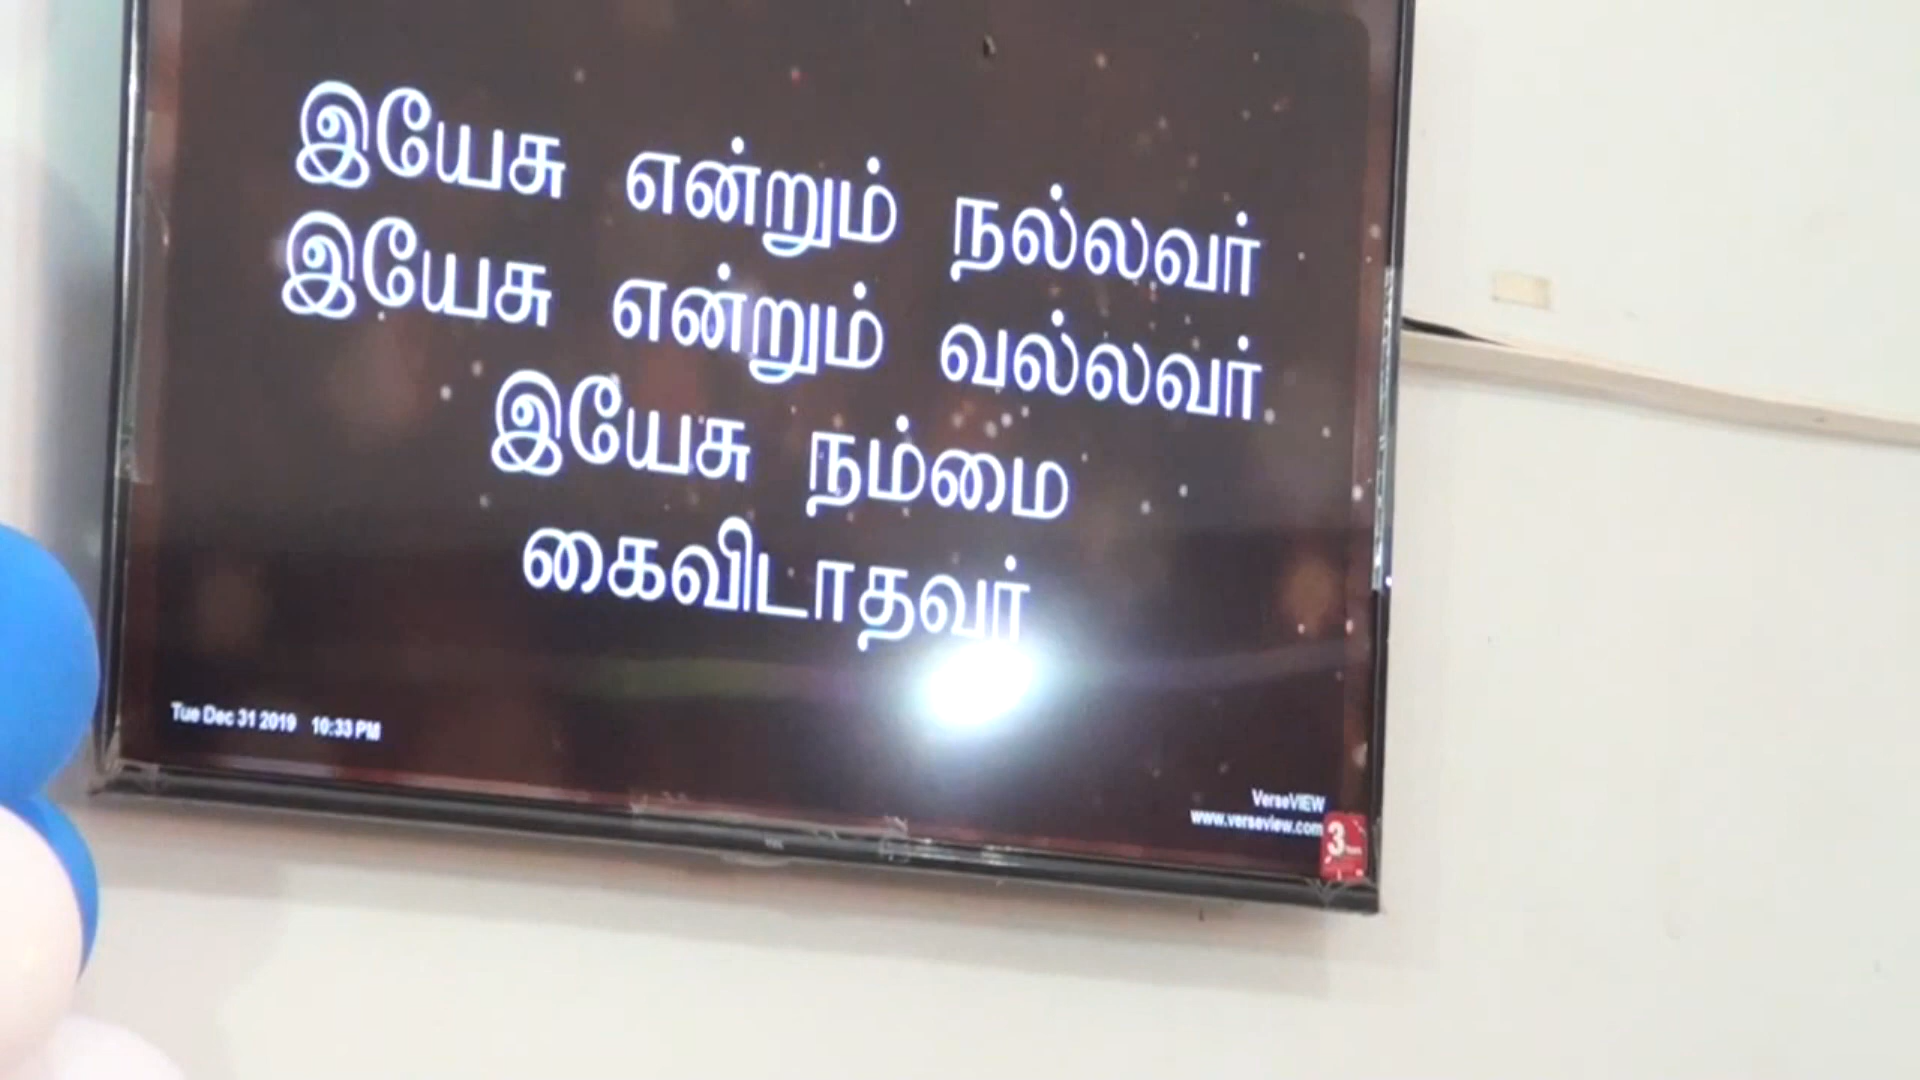 இயேசு என்றும் நல்லவர்
இயேசு என்றும் வல்லவர்
இயேசு நம்மை
கைவிடாதவர்
Tue Dec 31 2019 10:33 PM
VerseVIEW
www.verseview.com
3